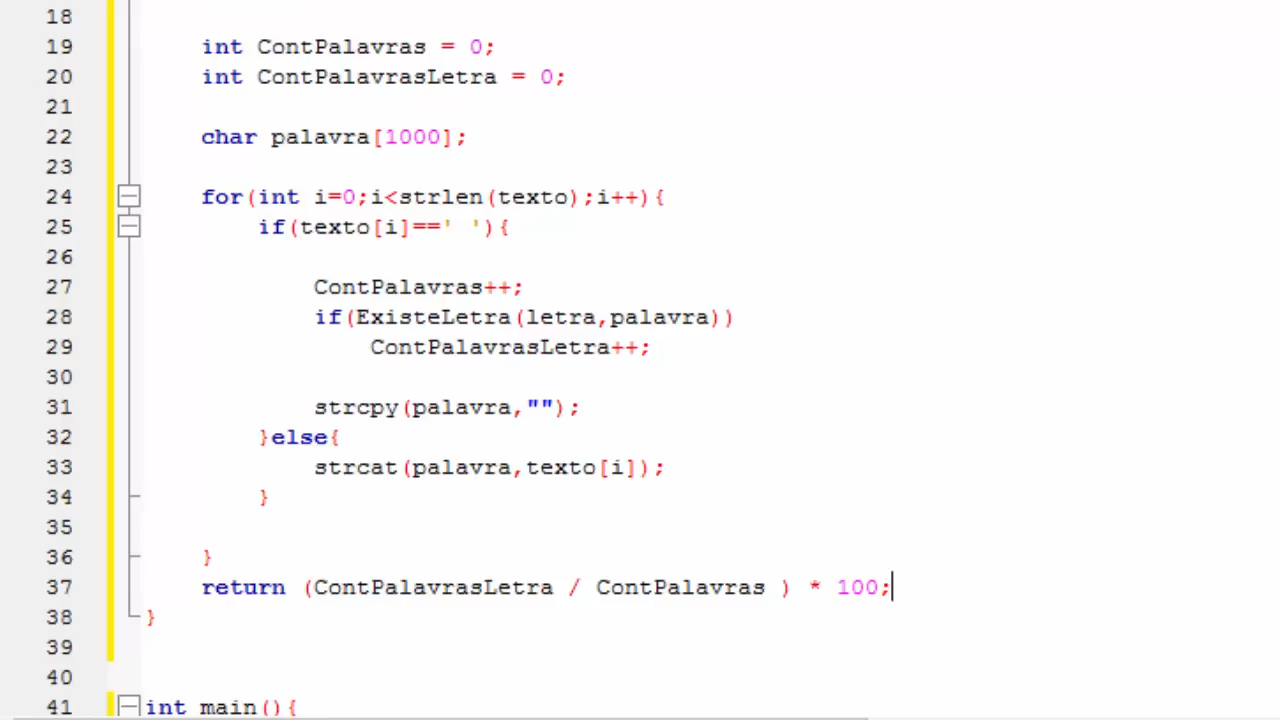 18
19 int ContPalavras = 0;
20 int ContPalavrasLetra = 0;
21
22 char palavra[1000];
23
24 for(int i=0;i<strlen(texto);i++){
25 if(texto[i]==' '){
26
27 ContPalavras++;
28 if(ExisteLetra(letra,palavra))
29 ContPalavrasLetra++;
30
31 strcpy(palavra,"");
32 }else{
33 strcat(palavra,texto[i]);
34 }
35
36 }
37 return (ContPalavrasLetra / ContPalavras ) * 100;
38 }
39
40
41 int main(){